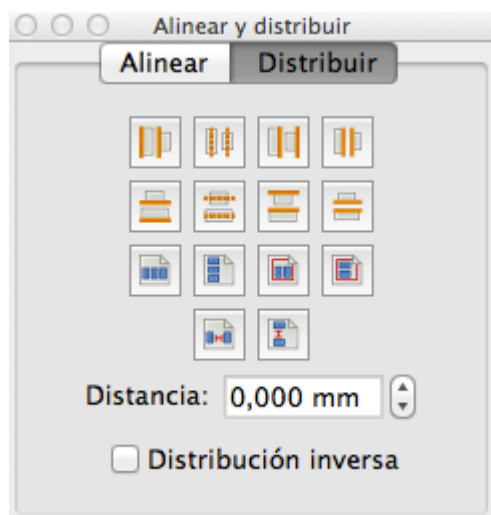 Alinear y distribuir
Alinear Distribuir
Distancia: 0,000 mm
Distribución inversa